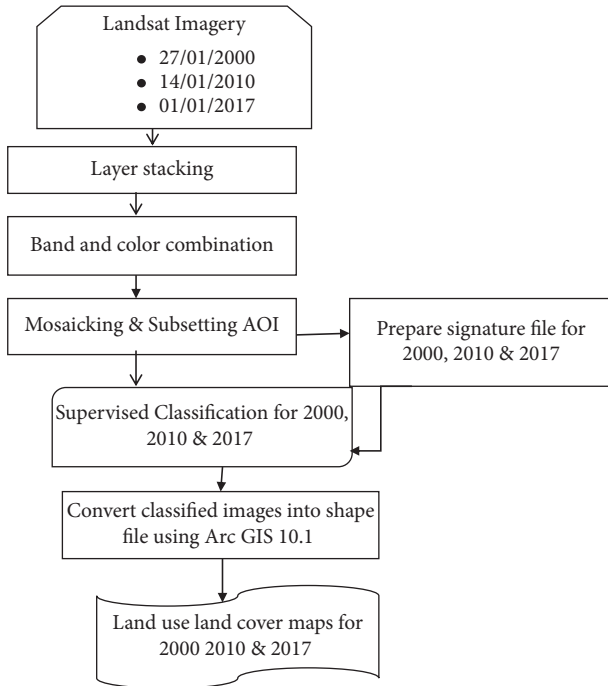 Landsat Imagery
● 27/01/2000
● 14/01/2010
● 01/01/2017
Layer stacking
Band and color combination
Mosaicking & Subsetting AOI
Prepare signature file for
2000, 2010 & 2017
Supervised Classification for 2000,
2010 & 2017
Convert classified images into shape
file using Arc GIS 10.1
Land use land cover maps for
2000 2010 & 2017